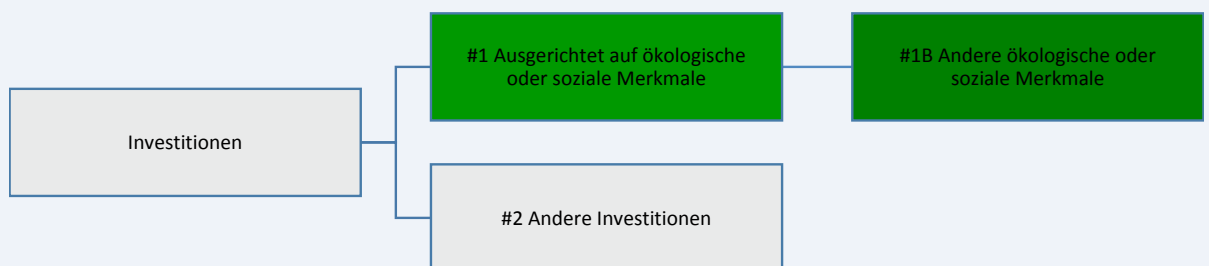 #1 Ausgerichtet auf ökologische
oder soziale Merkmale
#1B Andere ökologische oder
soziale Merkmale
Investitionen
#2 Andere Investitionen